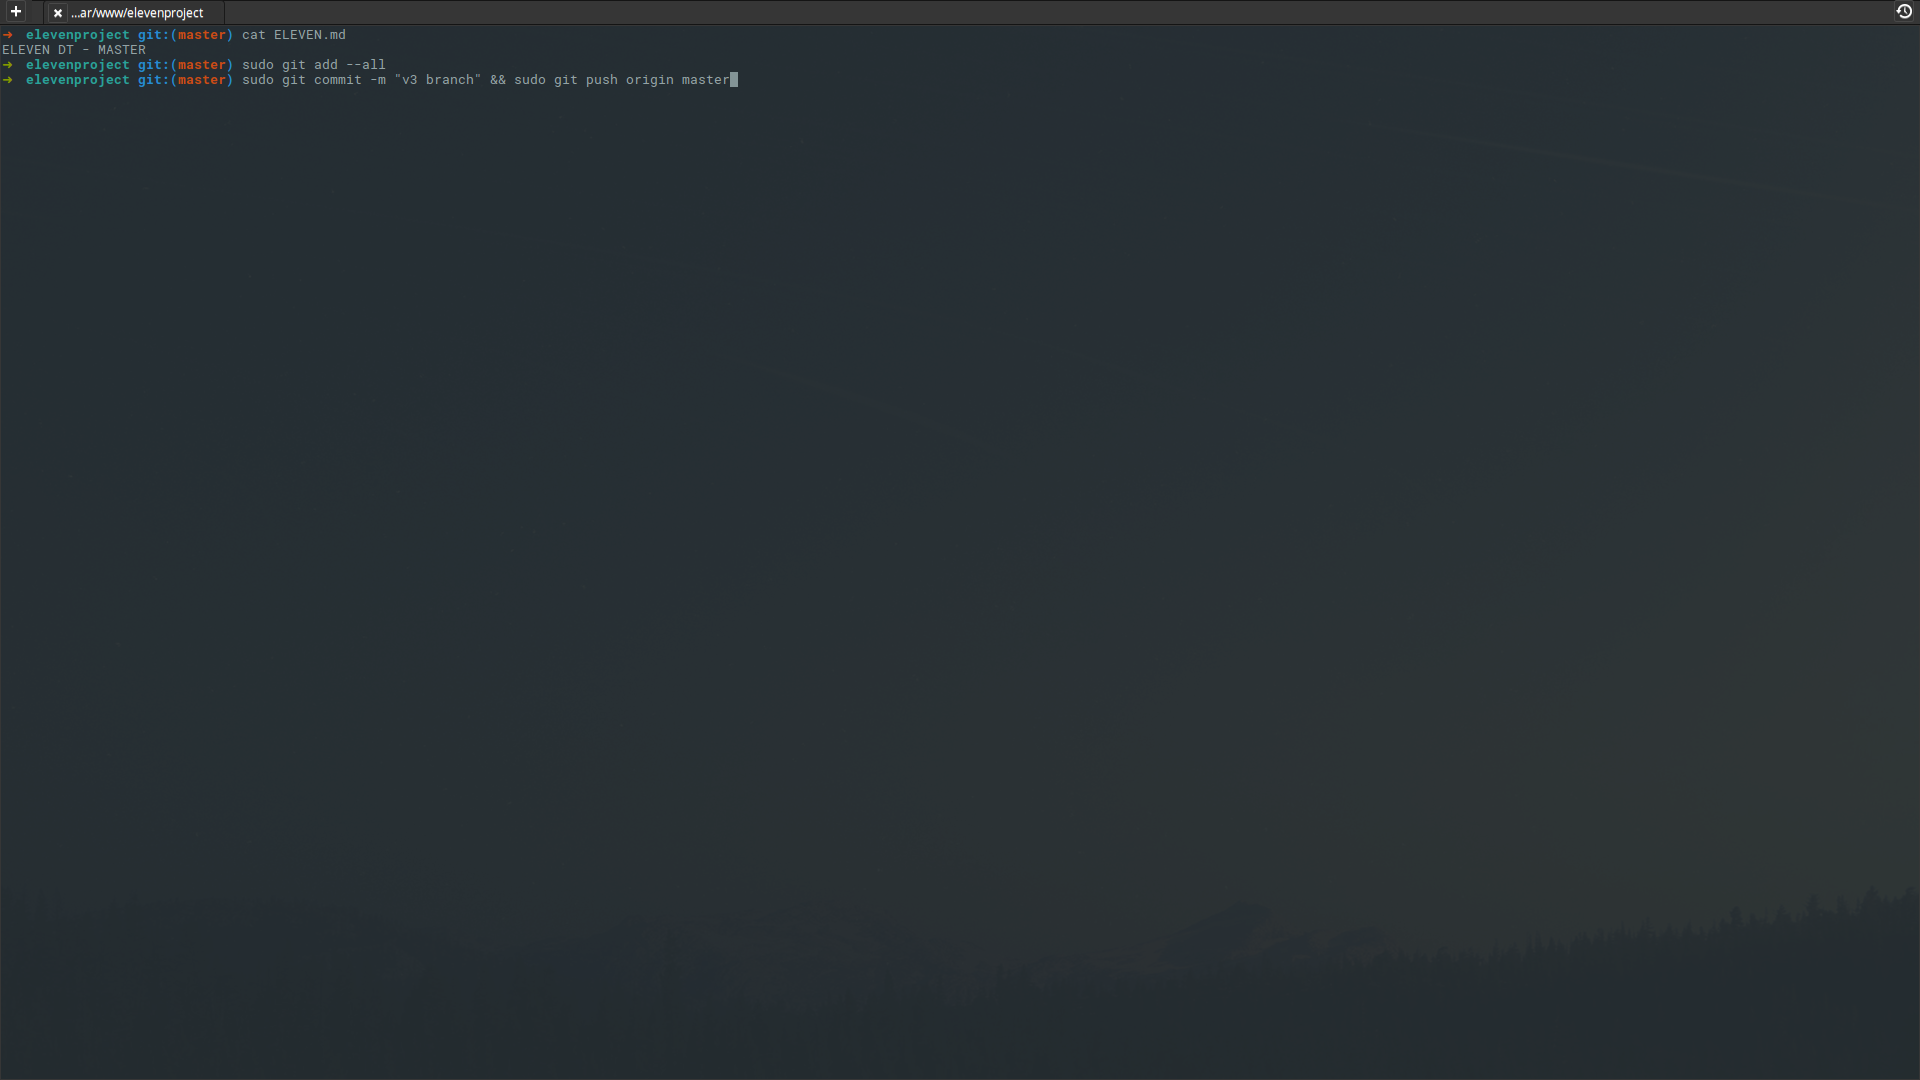 ...ar/www/elevenproject
➜ elevenproject git:(master) cat ELEVEN.md
ELEVEN DT - MASTER
➜ elevenproject git:(master) sudo git add --all
➜ elevenproject git:(master) sudo git commit -m "v3 branch" && sudo git push origin master